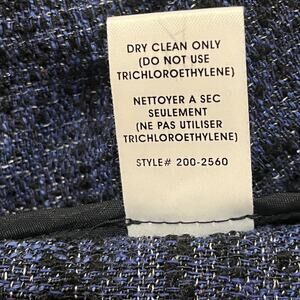 DRY CLEAN ONLY
(DO NOT USE
TRICHLOROETHYLENE)
NETTOYER A SEC
SEULEMENT
(NE PAS UTILISER
TRICHLOROETHYLENE)
STYLE# 200-2560